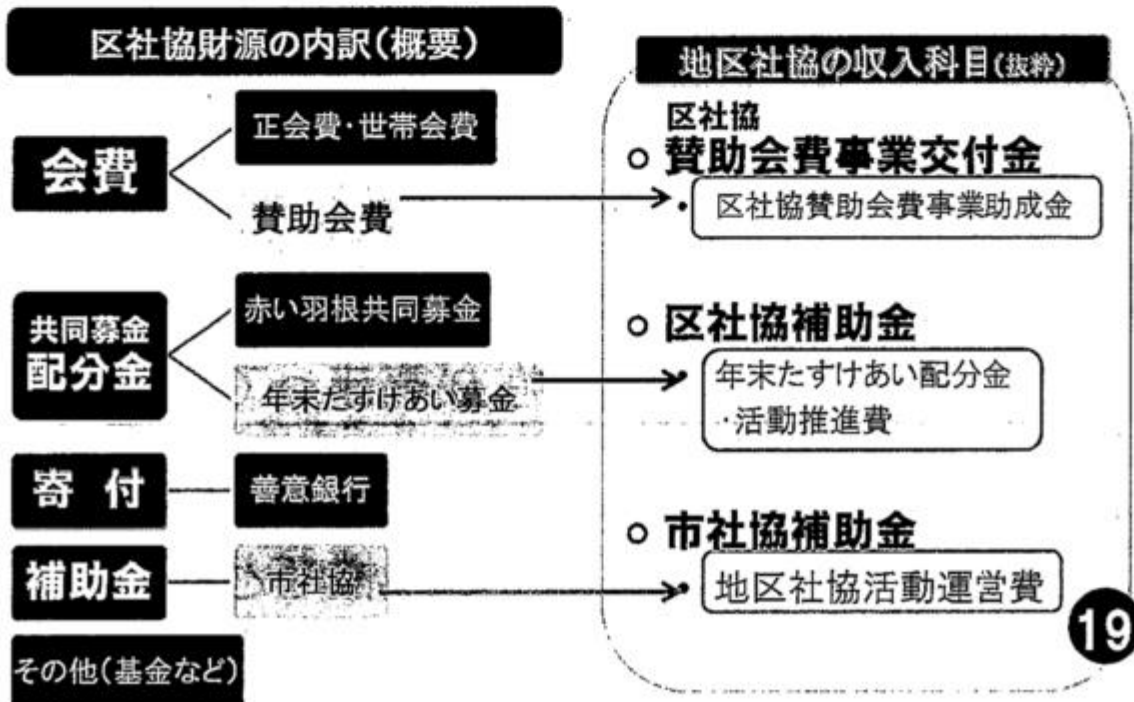 区社協財源の内訳（概要）
会費
正会費・世帯会費
賛助会費
共同募金
配分金
赤い羽根共同募金
年末たすけあい募金
寄 付
善意銀行
補助金
市社協
その他（基金など）
地区社協の収入科目（抜粋）
区社協
○ 賛助会費事業交付金
・区社協賛助会費事業助成金
○ 区社協補助金
・年末たすけあい配分金
・活動推進費
○ 市社協補助金
・地区社協活動運営費
19